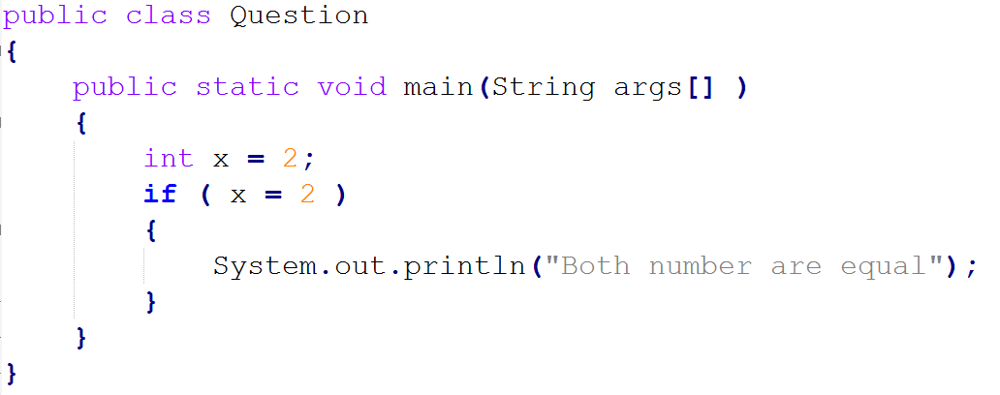 public class Question
{
public static void main(String args[] )
{
int x = 2;
if ( x = 2 )
{
System.out.println("Both number are equal");
}
}
}